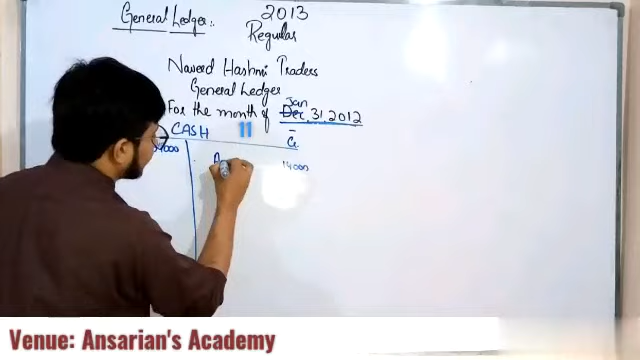 General Ledger:.
2013
Regular
Naveed Hashmi Traders
General Ledger
Jan
For the month of Dec 31 2012
CASH
11
Cr
14000
Venue: Ansarian's Academy